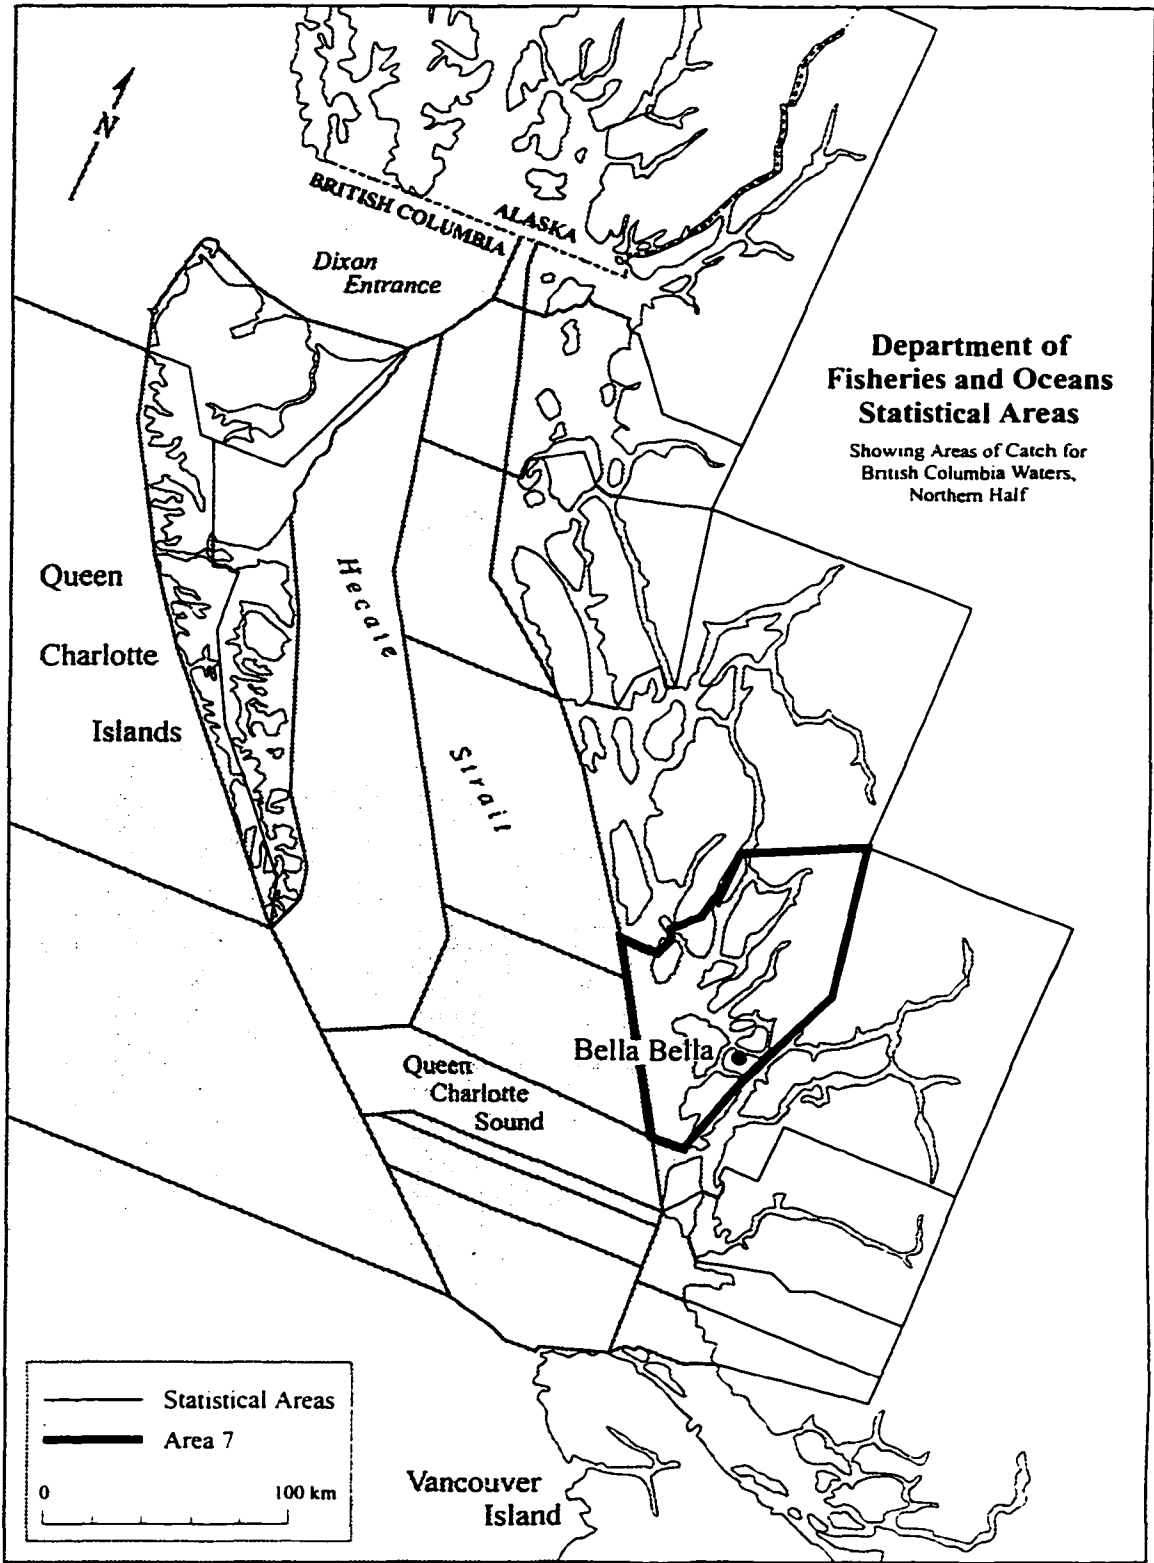 N
BRITISH COLUMBIA
ALASKA
Dixon
Entrance
Department of
Fisheries and Oceans
Statistical Areas
Showing Areas of Catch for
British Columbia Waters,
Northern Half
Queen
Charlotte
Islands
Hecate
Strait
Bella Bella
Queen
Charlotte
Sound
Statistical Areas
Area 7
0 100 km
Vancouver
Island